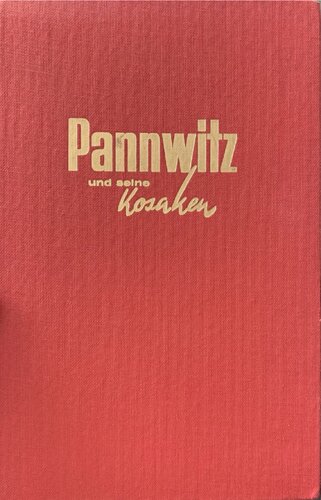 Pannwitz
und seine
Kosaken